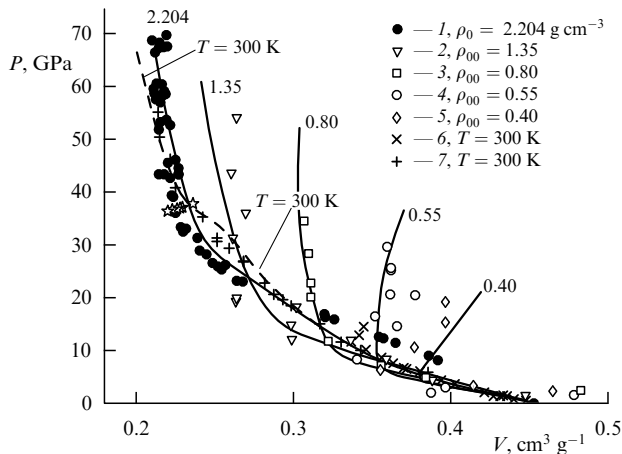 2.204
P, GPa
T = 300 K
70
60
50
40
30
20
10
0
1.35
0.80
T = 300 K
0.55
0.40
● — 1, ρ₀ = 2.204 g cm⁻³
▽ — 2, ρ₀₀ = 1.35
□ — 3, ρ₀₀ = 0.80
○ — 4, ρ₀₀ = 0.55
◇ — 5, ρ₀₀ = 0.40
× — 6, T = 300 K
+ — 7, T = 300 K
0.2 0.3 0.4 0.5
V, cm³ g⁻¹